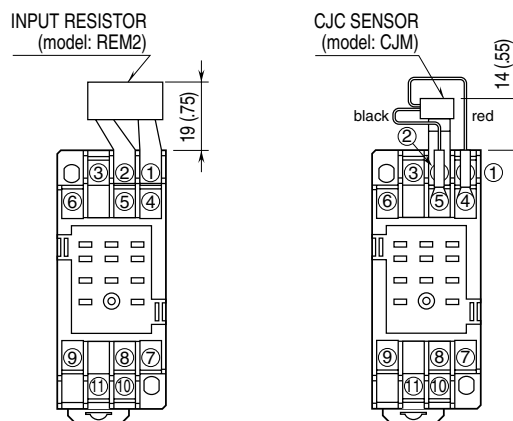 INPUT RESISTOR
(model: REM2)
19 (.75)
③ ② ①
⑥ ⑤ ④
⑨ ⑧ ⑦
⑪ ⑩
CJC SENSOR
(model: CJM)
14 (.55)
black
red
②
③ ①
⑥ ⑤ ④
⑨ ⑧ ⑦
⑪ ⑩